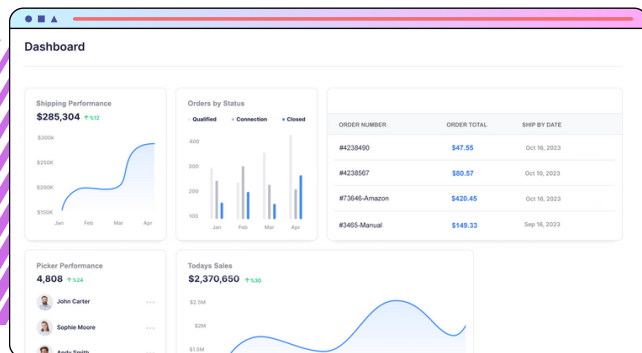 Dashboard
Shipping Performance
$285,304 ↑ %12
$300k
$250K
$200K
$150K
Jan Feb Mar Apr
Orders by Status
Qualified Connection Closed
400
300
200
100
Jan Feb Mar Apr
ORDER NUMBER ORDER TOTAL SHIP BY DATE
#4238490 $47.55 Oct 16, 2023
#4238567 $80.57 Oct 10, 2023
#73646-Amazon $420.45 Oct 16, 2023
#3465-Manual $149.33 Sep 16, 2023
Picker Performance
4,808 ↑ %24
John Carter
Sophie Moore
Andy Smith
Todays Sales
$2,370,650 ↑ %30
$2.5M
$2M
$1.5M